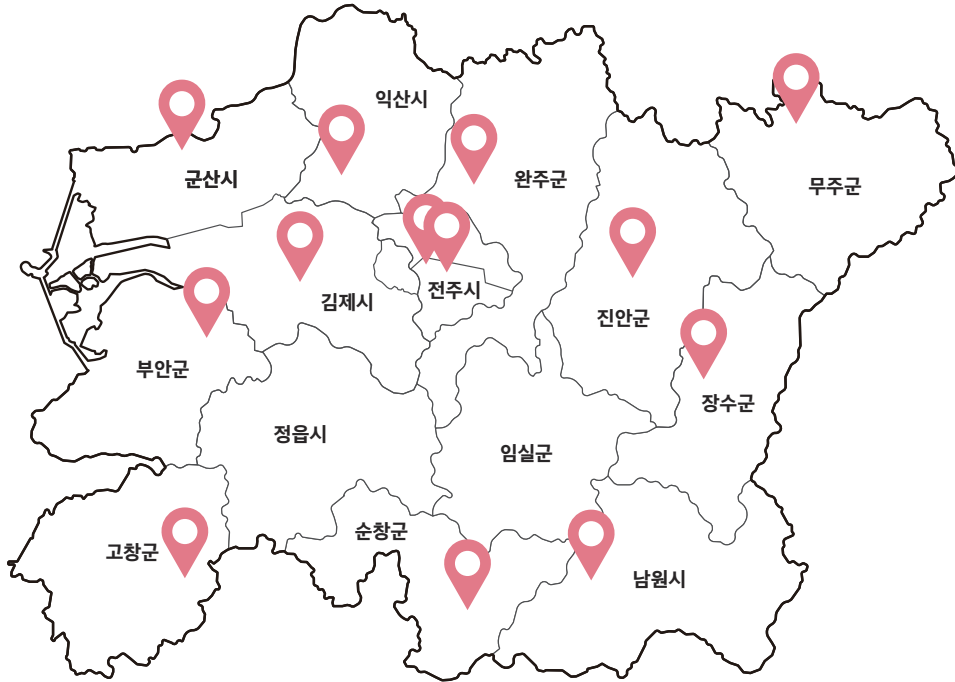 익산시
군산시
완주군
무주군
전주시
김제시
진안군
부안군
장수군
정읍시
임실군
순창군
고창군
남원시